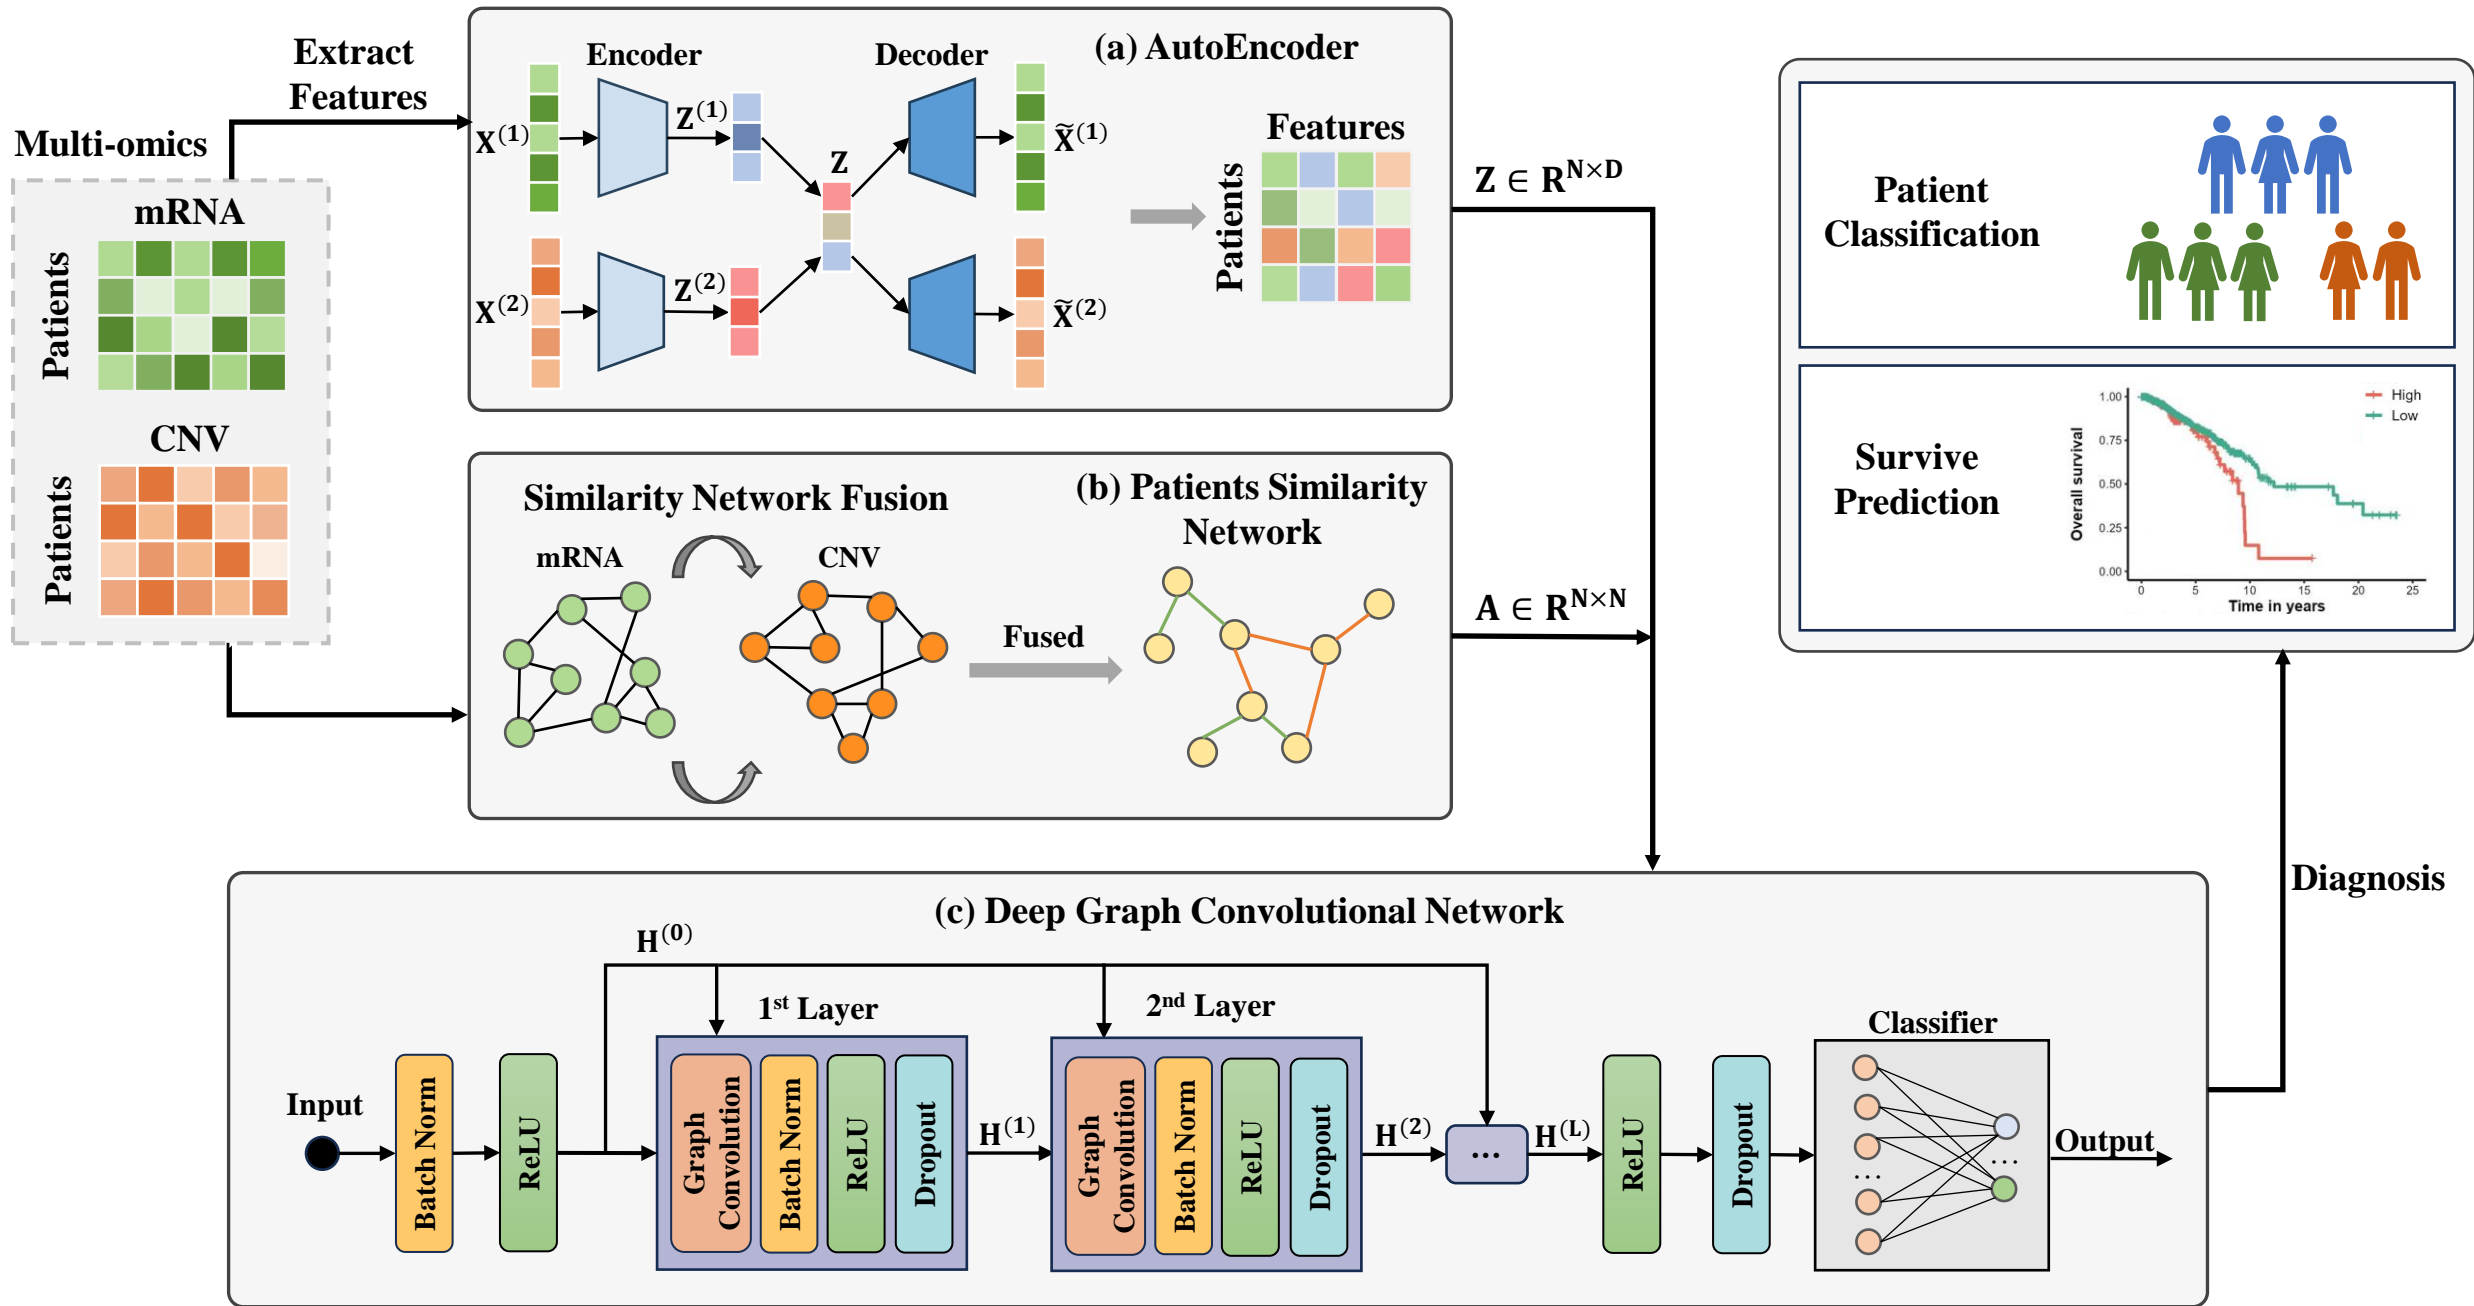 Extract
Features
Multi-omics
mRNA
Patients
CNV
Patients
(a) AutoEncoder
Encoder
Decoder
X⁽¹⁾
Z⁽¹⁾
Z
X̃⁽¹⁾
X⁽²⁾
Z⁽²⁾
X̃⁽²⁾
Features
Patients
Z ∈ R^{N×D}
(b) Patients Similarity
Network
Similarity Network Fusion
mRNA
CNV
Fused
A ∈ R^{N×N}
Patient
Classification
Survive
Prediction
High
Low
Overall survival
1.00
0.75
0.50
0.25
0.00
0 5 10 15 20 25
Time in years
Diagnosis
(c) Deep Graph Convolutional Network
H⁽⁰⁾
1st Layer
2nd Layer
Classifier
Input
Batch Norm
ReLU
Graph
Convolution
Batch Norm
ReLU
Dropout
H⁽¹⁾
Graph
Convolution
Batch Norm
ReLU
Dropout
H⁽²⁾
...
H⁽ᴸ⁾
ReLU
Dropout
...
...
Output